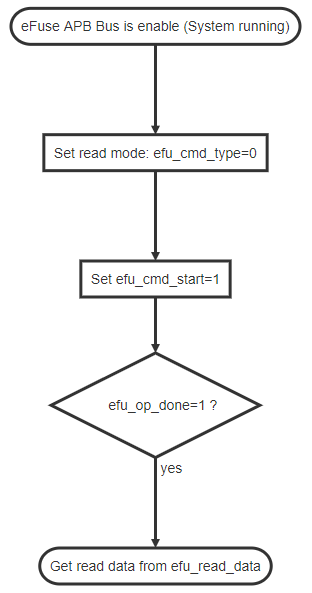 eFuse APB Bus is enable (System running)
Set read mode: efu_cmd_type=0
Set efu_cmd_start=1
efu_op_done=1 ?
yes
Get read data from efu_read_data